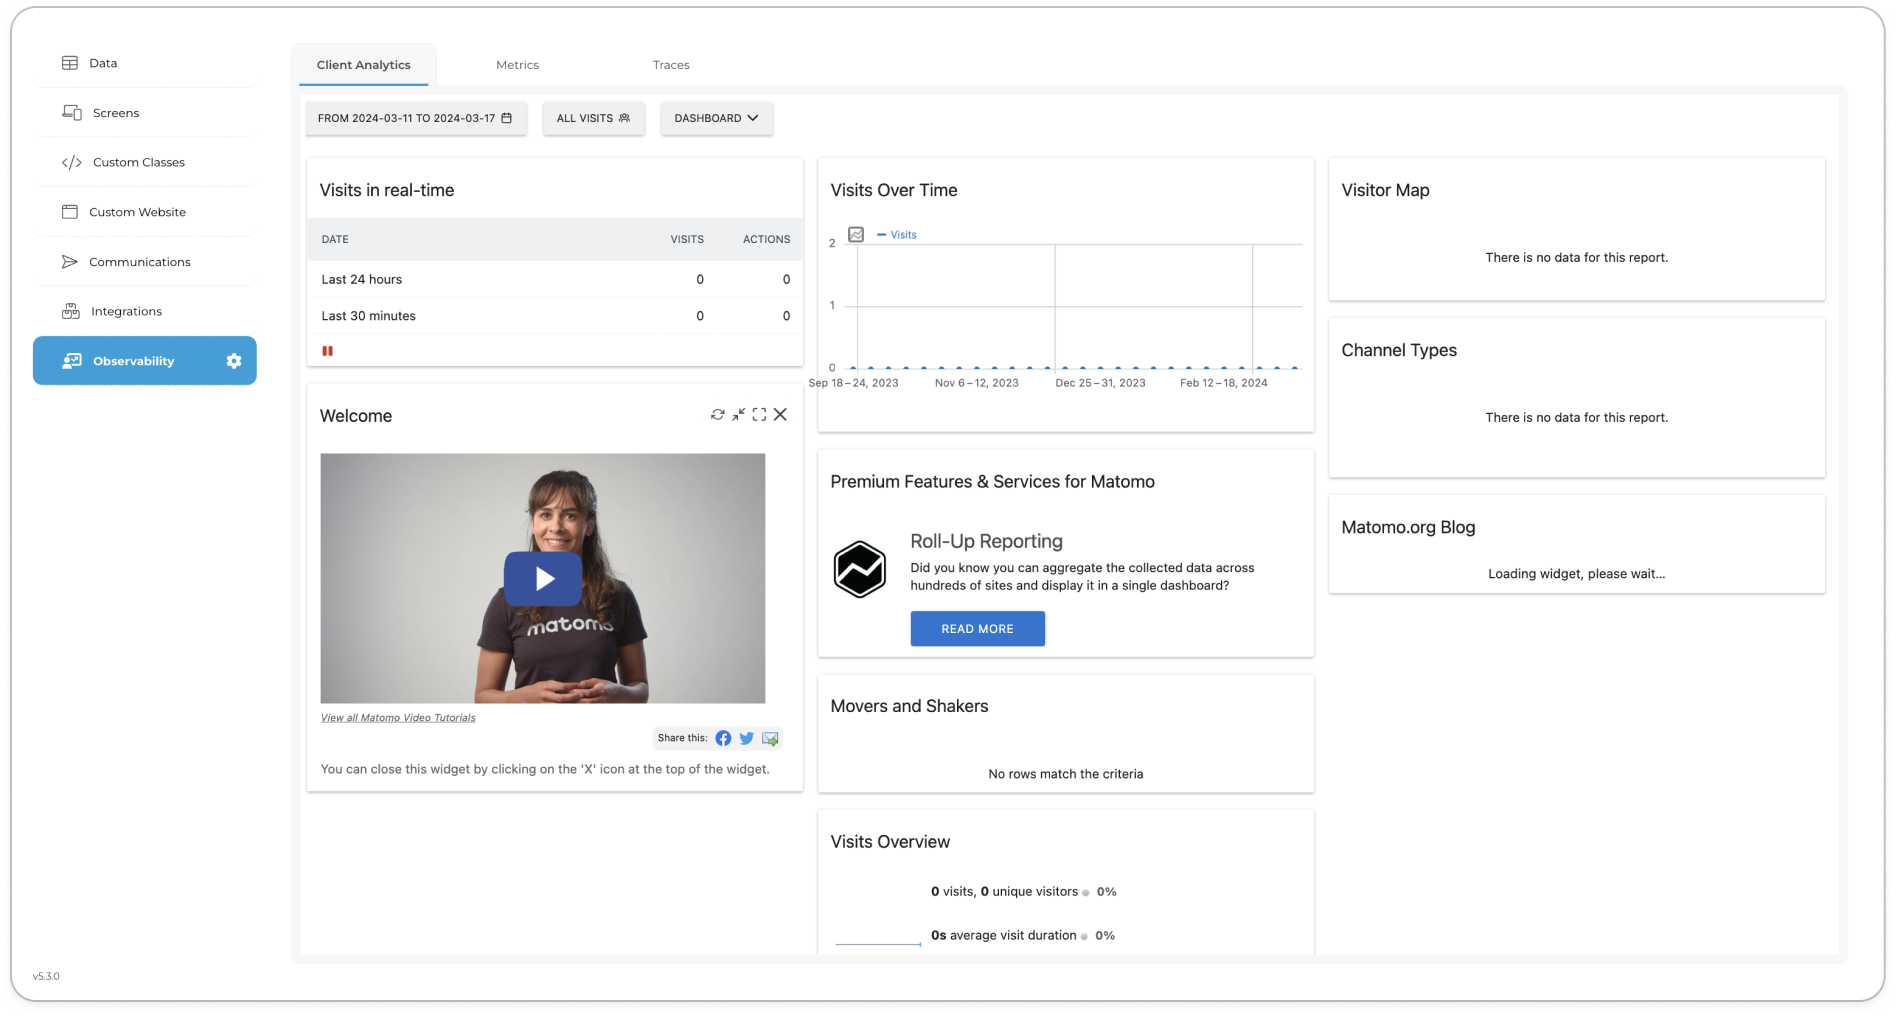 Data
Screens
Custom Classes
Custom Website
Communications
Integrations
Observability
v5.3.0
Client Analytics
Metrics
Traces
FROM 2024-03-11 TO 2024-03-17
ALL VISITS
DASHBOARD
Visits in real-time
DATE VISITS ACTIONS
Last 24 hours 0 0
Last 30 minutes 0 0
Welcome
matomo
View all Matomo Video Tutorials
Share this:
You can close this widget by clicking on the 'X' icon at the top of the widget.
Visits Over Time
Visits
2
1
0
Sep 18–24, 2023 Nov 6–12, 2023 Dec 25–31, 2023 Feb 12–18, 2024
Premium Features & Services for Matomo
Roll-Up Reporting
Did you know you can aggregate the collected data across
hundreds of sites and display it in a single dashboard?
READ MORE
Movers and Shakers
No rows match the criteria
Visits Overview
0 visits, 0 unique visitors 0%
0s average visit duration 0%
Visitor Map
There is no data for this report.
Channel Types
There is no data for this report.
Matomo.org Blog
Loading widget, please wait...